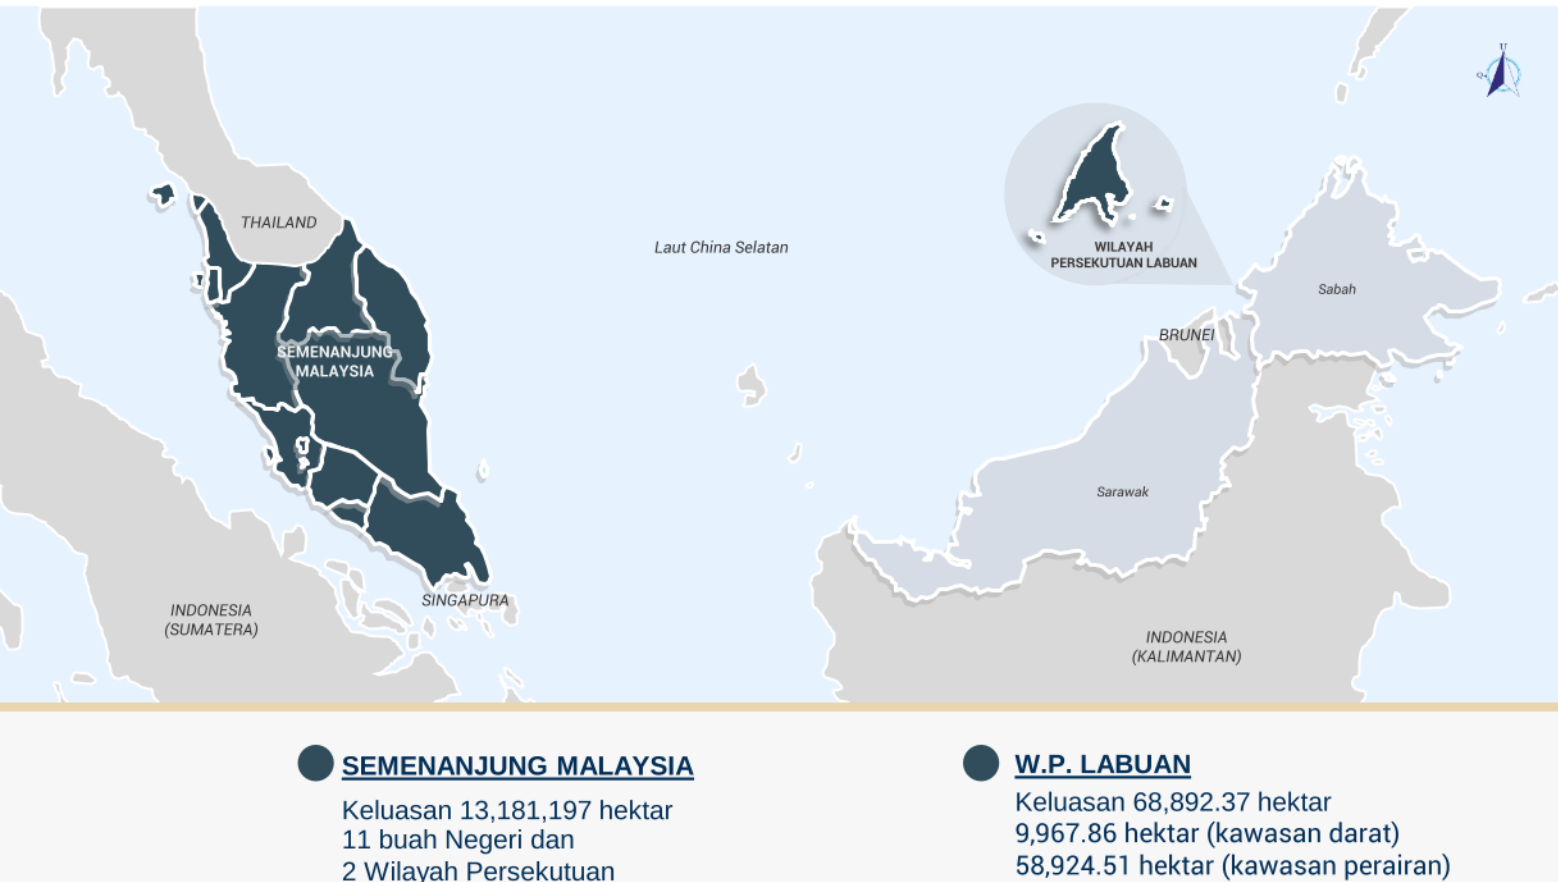 U
Q
THAILAND
Laut China Selatan
WILAYAH
PERSEKUTUAN LABUAN
Sabah
BRUNEI
SEMENANJUNG
MALAYSIA
Sarawak
SINGAPURA
INDONESIA
(SUMATERA)
INDONESIA
(KALIMANTAN)
SEMENANJUNG MALAYSIA
Keluasan 13,181,197 hektar
11 buah Negeri dan
2 Wilayah Persekutuan
W.P. LABUAN
Keluasan 68,892.37 hektar
9,967.86 hektar (kawasan darat)
58,924.51 hektar (kawasan perairan)